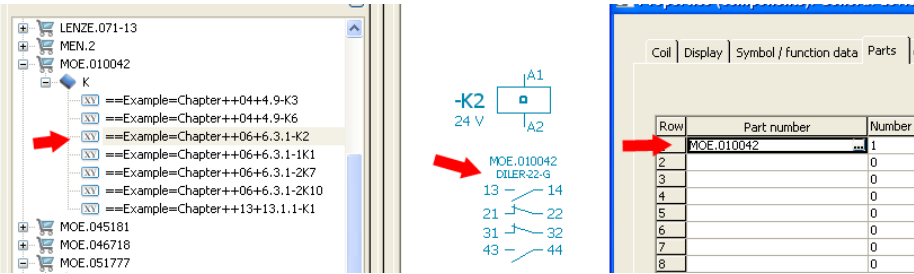 LENZE.071-13
MEN.2
MOE.010042
K
==Example=Chapter++04+4.9-K3
==Example=Chapter++04+4.9-K6
==Example=Chapter++06+6.3.1-K2
==Example=Chapter++06+6.3.1-1K1
==Example=Chapter++06+6.3.1-2K7
==Example=Chapter++06+6.3.1-2K10
==Example=Chapter++13+13.1.1-K1
MOE.045181
MOE.046718
MOE.051777
A1
-K2
24 V
A2
MOE.010042
DILER-22-G
13 14
21 22
31 32
43 44
Coil Display Symbol / function data Parts
Row Part number Number
MOE.010042 ... 1
2 0
3 0
4 0
5 0
6 0
7 0
8 0